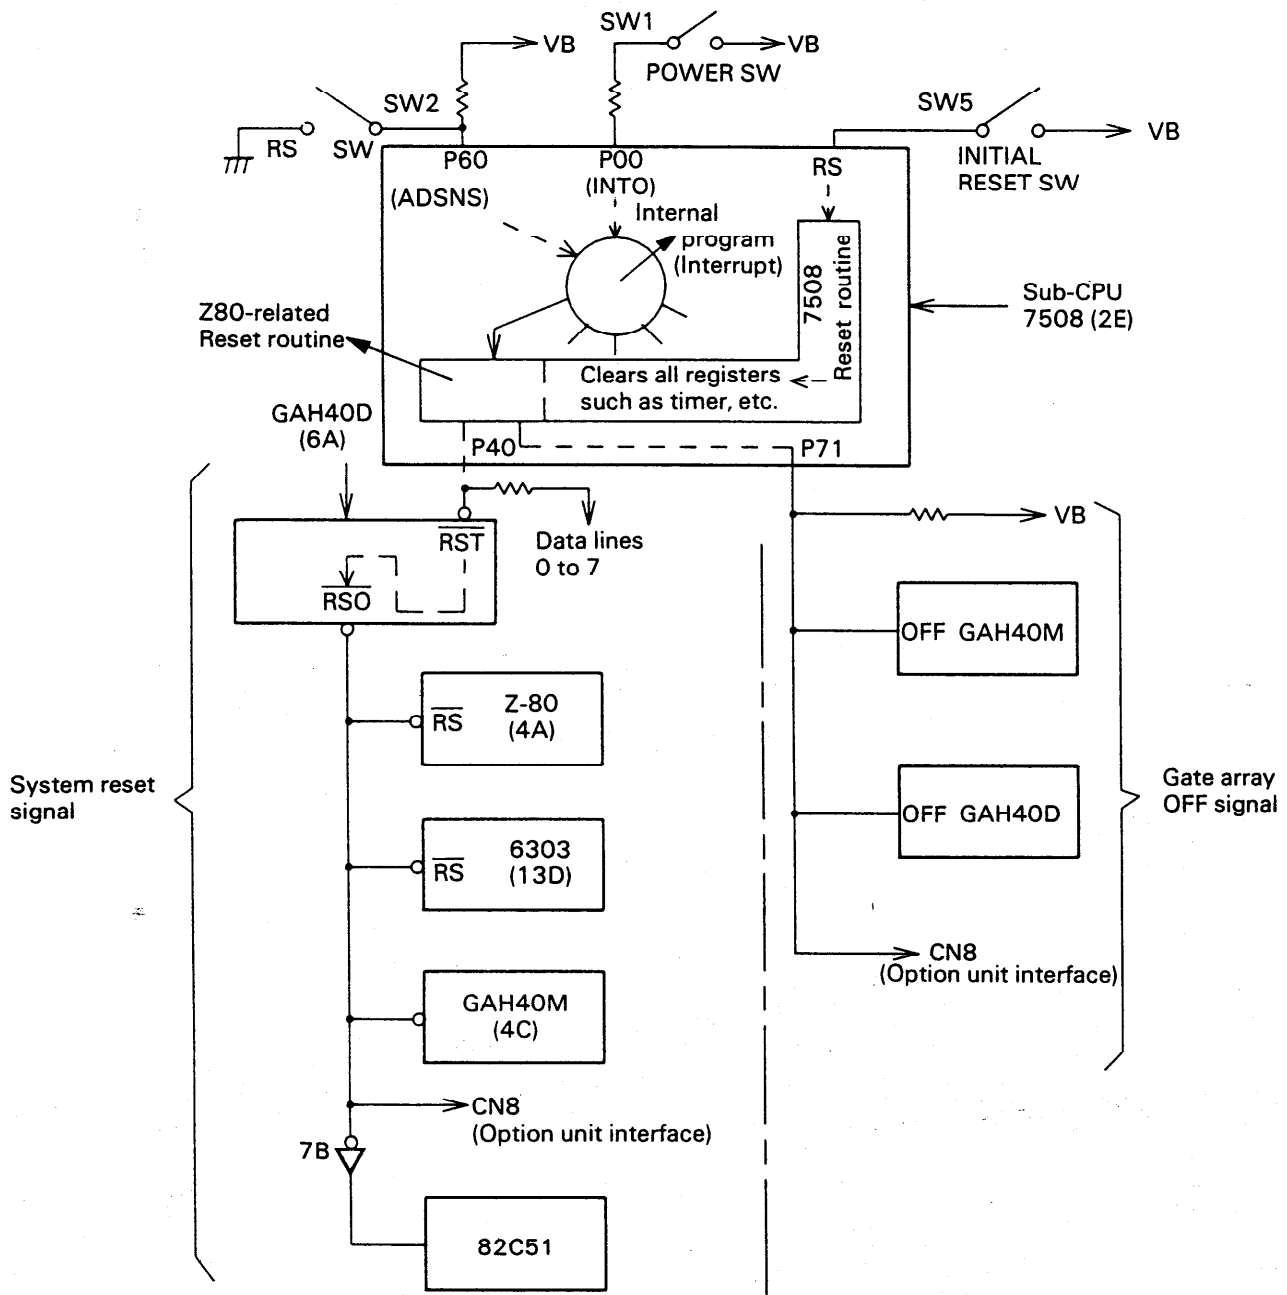 SW1
VB
VB
POWER SW
SW2
SW5
VB
RS
SW
INITIAL
RESET SW
P60
(ADSNS)
P00
(INTO)
RS
Internal
program
(Interrupt)
7508
Reset routine
Sub-CPU
7508 (2E)
Z80-related
Reset routine
Clears all registers
such as timer, etc.
GAH40D
(6A)
P40
P71
RST
Data lines
0 to 7
VB
RSO
OFF GAH40M
RS
Z-80
(4A)
System reset
signal
OFF GAH40D
Gate array
OFF signal
RS
6303
(13D)
CN8
(Option unit interface)
GAH40M
(4C)
CN8
(Option unit interface)
7B
82C51